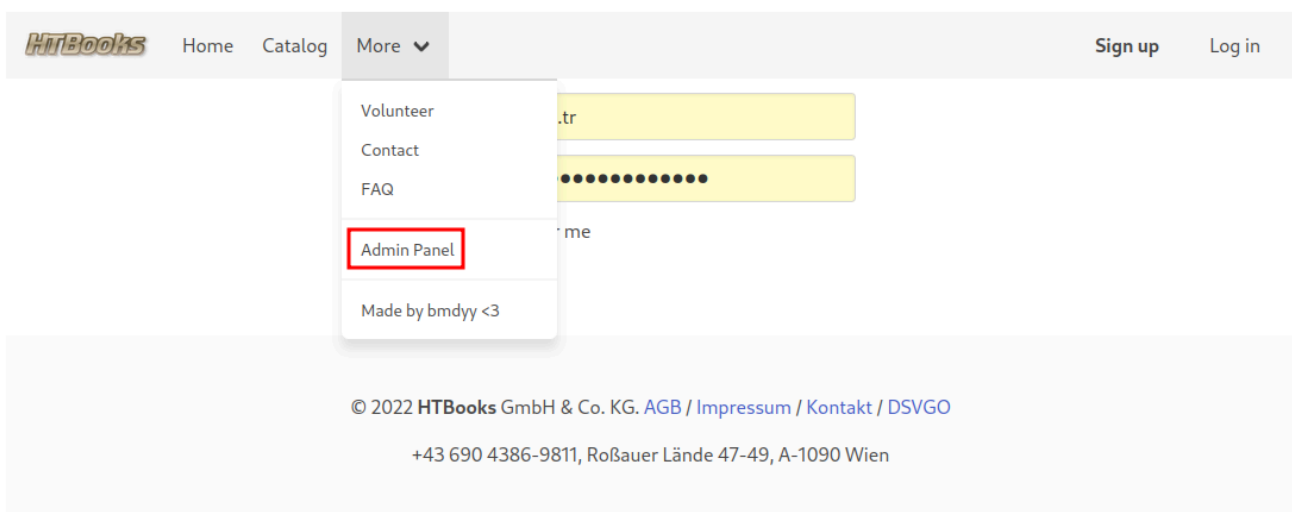 HTBooks Home Catalog More Sign up Log in
Volunteer
.tr
Contact
FAQ
me
Admin Panel
Made by bmdyy <3
© 2022 HTBooks GmbH & Co. KG. AGB / Impressum / Kontakt / DSVGO
+43 690 4386-9811, Roßauer Lände 47-49, A-1090 Wien